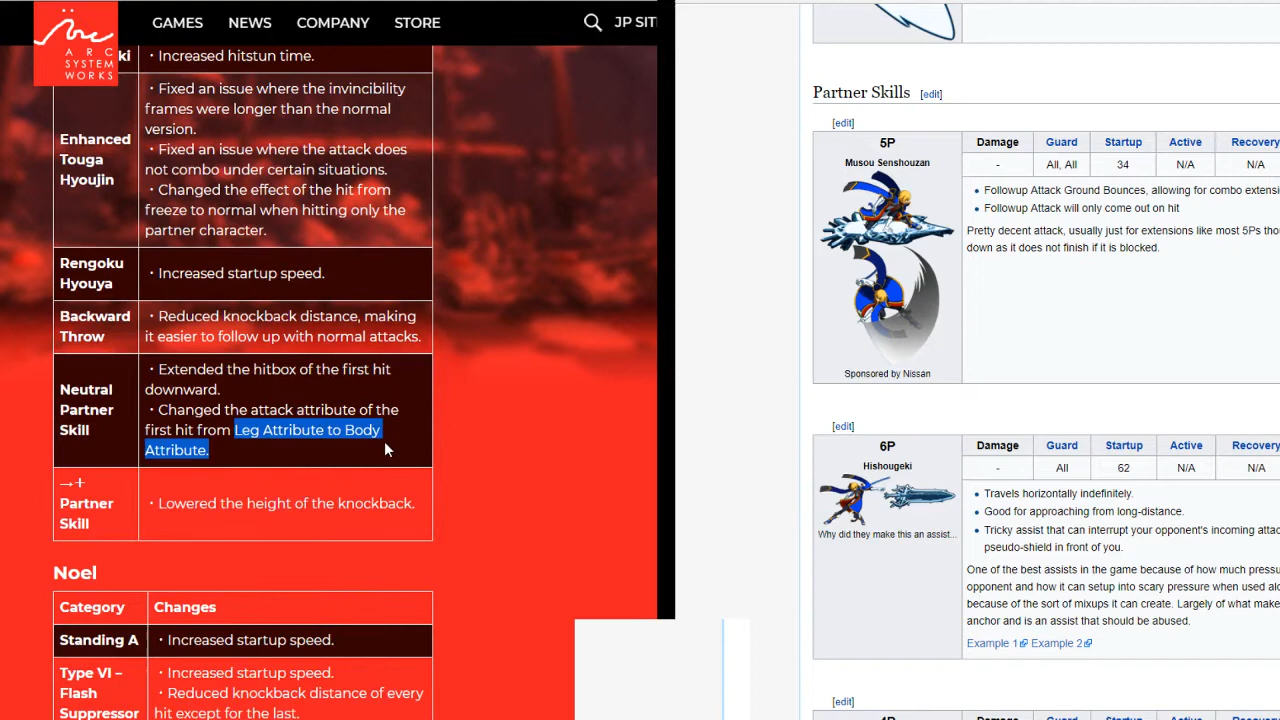 GAMES NEWS COMPANY STORE JP SIT
ARC
SYSTEM
WORKS
ki
・Increased hitstun time.
Enhanced
Touga
Hyoujin
・Fixed an issue where the invincibility
frames were longer than the normal
version.
・Fixed an issue where the attack does
not combo under certain situations.
・Changed the effect of the hit from
freeze to normal when hitting only the
partner character.
Rengoku
Hyouya
・Increased startup speed.
Backward
Throw
・Reduced knockback distance, making
it easier to follow up with normal attacks.
Neutral
Partner
Skill
・Extended the hitbox of the first hit
downward.
・Changed the attack attribute of the
first hit from Leg Attribute to Body
Attribute.
→+
Partner
Skill
・Lowered the height of the knockback.
Noel
Category Changes
Standing A ・Increased startup speed.
Type VI –
Flash
Suppressor
・Increased startup speed.
・Reduced knockback distance of every
hit except for the last.
Partner Skills [edit]
[edit]
5P
Musou Senshouzan
Sponsored by Nissan
Damage Guard Startup Active Recovery
- All, All 34 N/A N/A
• Followup Attack Ground Bounces, allowing for combo extensi
• Followup Attack will only come out on hit
Pretty decent attack, usually just for extensions like most 5Ps tho
down as it does not finish if it is blocked.
[edit]
6P
Hishougeki
Why did they make this an assist...
Damage Guard Startup Active Recovery
- All 62 N/A N/A
• Travels horizontally indefinitely.
• Good for approaching from long-distance.
• Tricky assist that can interrupt your opponent's incoming attac
pseudo-shield in front of you.
One of the best assists in the game because of how much pressu
opponent and how it can setup into scary pressure when used alo
because of the sort of mixups it can create. Largely of what make
anchor and is an assist that should be abused.
Example 1 Example 2
[edit]